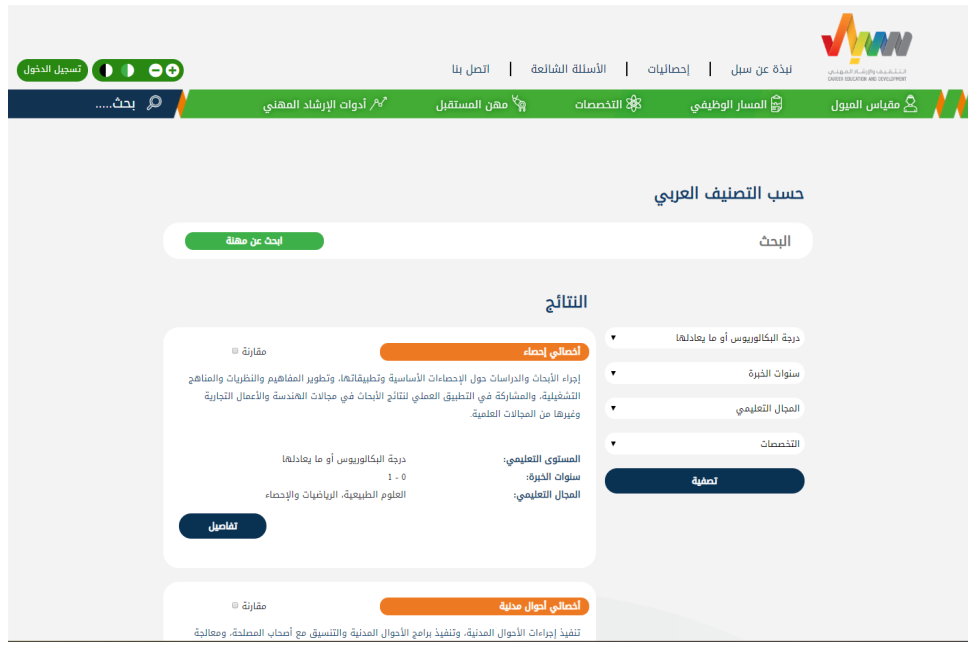 سبل
التثقيف والإرشاد المهني
CAREER EDUCATION AND DEVELOPMENT
نبذة عن سبل | إحصائيات | الأسئلة الشائعة | اتصل بنا
تسجيل الدخول
مقياس الميول
المسار الوظيفي
التخصصات
مهن المستقبل
أدوات الإرشاد المهني
بحث.....
حسب التصنيف العربي
البحث
ابحث عن مهنة
النتائج
درجة البكالوريوس أو ما يعادلها
سنوات الخبرة
المجال التعليمي
التخصصات
تصفية
أخصائي إحصاء
مقارنة
إجراء الأبحاث والدراسات حول الإحصاءات الأساسية وتطبيقاتها، وتطوير المفاهيم والنظريات والمناهج
التشغيلية، والمشاركة في التطبيق العملي لنتائج الأبحاث في مجالات الهندسة والأعمال التجارية
وغيرها من المجالات العلمية.
المستوى التعليمي: درجة البكالوريوس أو ما يعادلها
سنوات الخبرة: 0 - 1
المجال التعليمي: العلوم الطبيعية، الرياضيات والإحصاء
تفاصيل
أخصائي أحوال مدنية
مقارنة
تنفيذ إجراءات الأحوال المدنية، وتنفيذ برامج الأحوال المدنية والتنسيق مع أصحاب المصلحة، ومعالجة